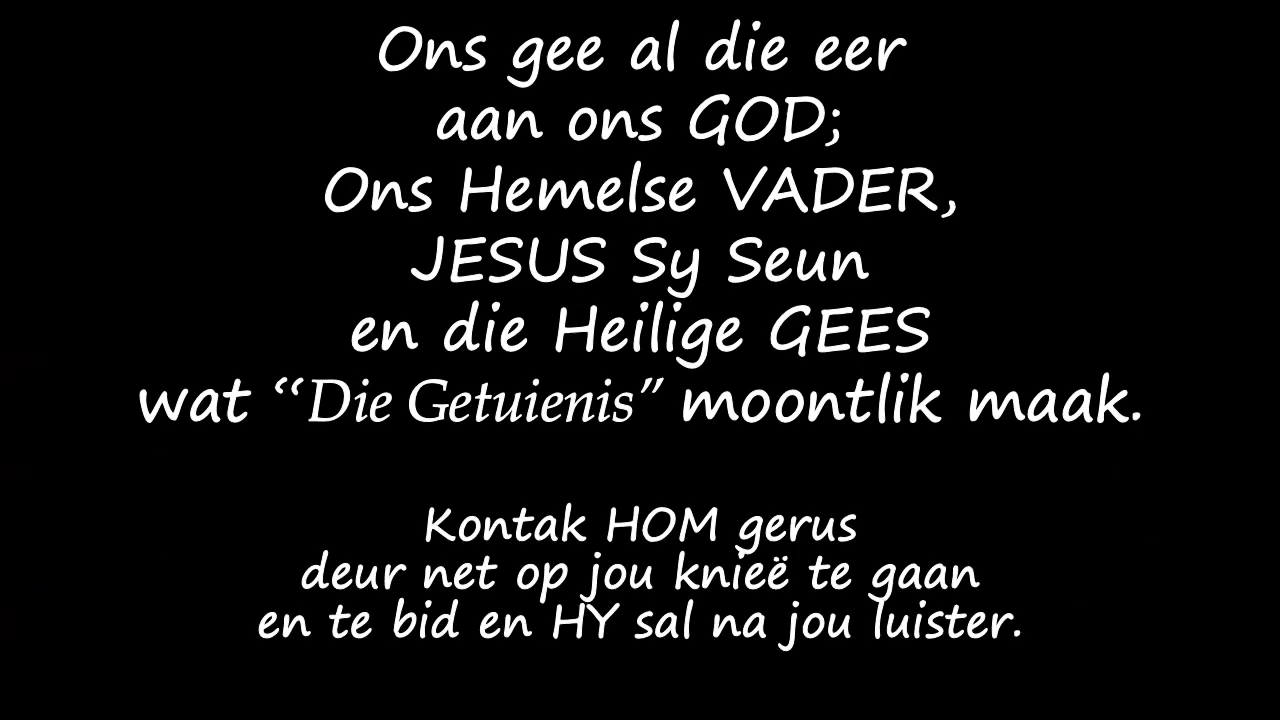 Ons gee al die eer
aan ons GOD;
Ons Hemelse VADER,
JESUS Sy Seun
en die Heilige GEES
wat “Die Getuienis” moontlik maak.
Kontak HOM gerus
deur net op jou knieë te gaan
en te bid en HY sal na jou luister.